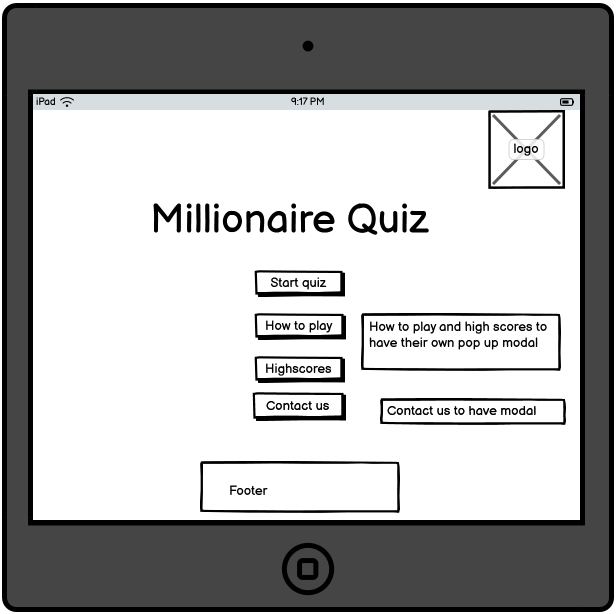 iPad
9:17 PM
logo
Millionaire Quiz
Start quiz
How to play
How to play and high scores to
have their own pop up modal
Highscores
Contact us
Contact us to have modal
Footer